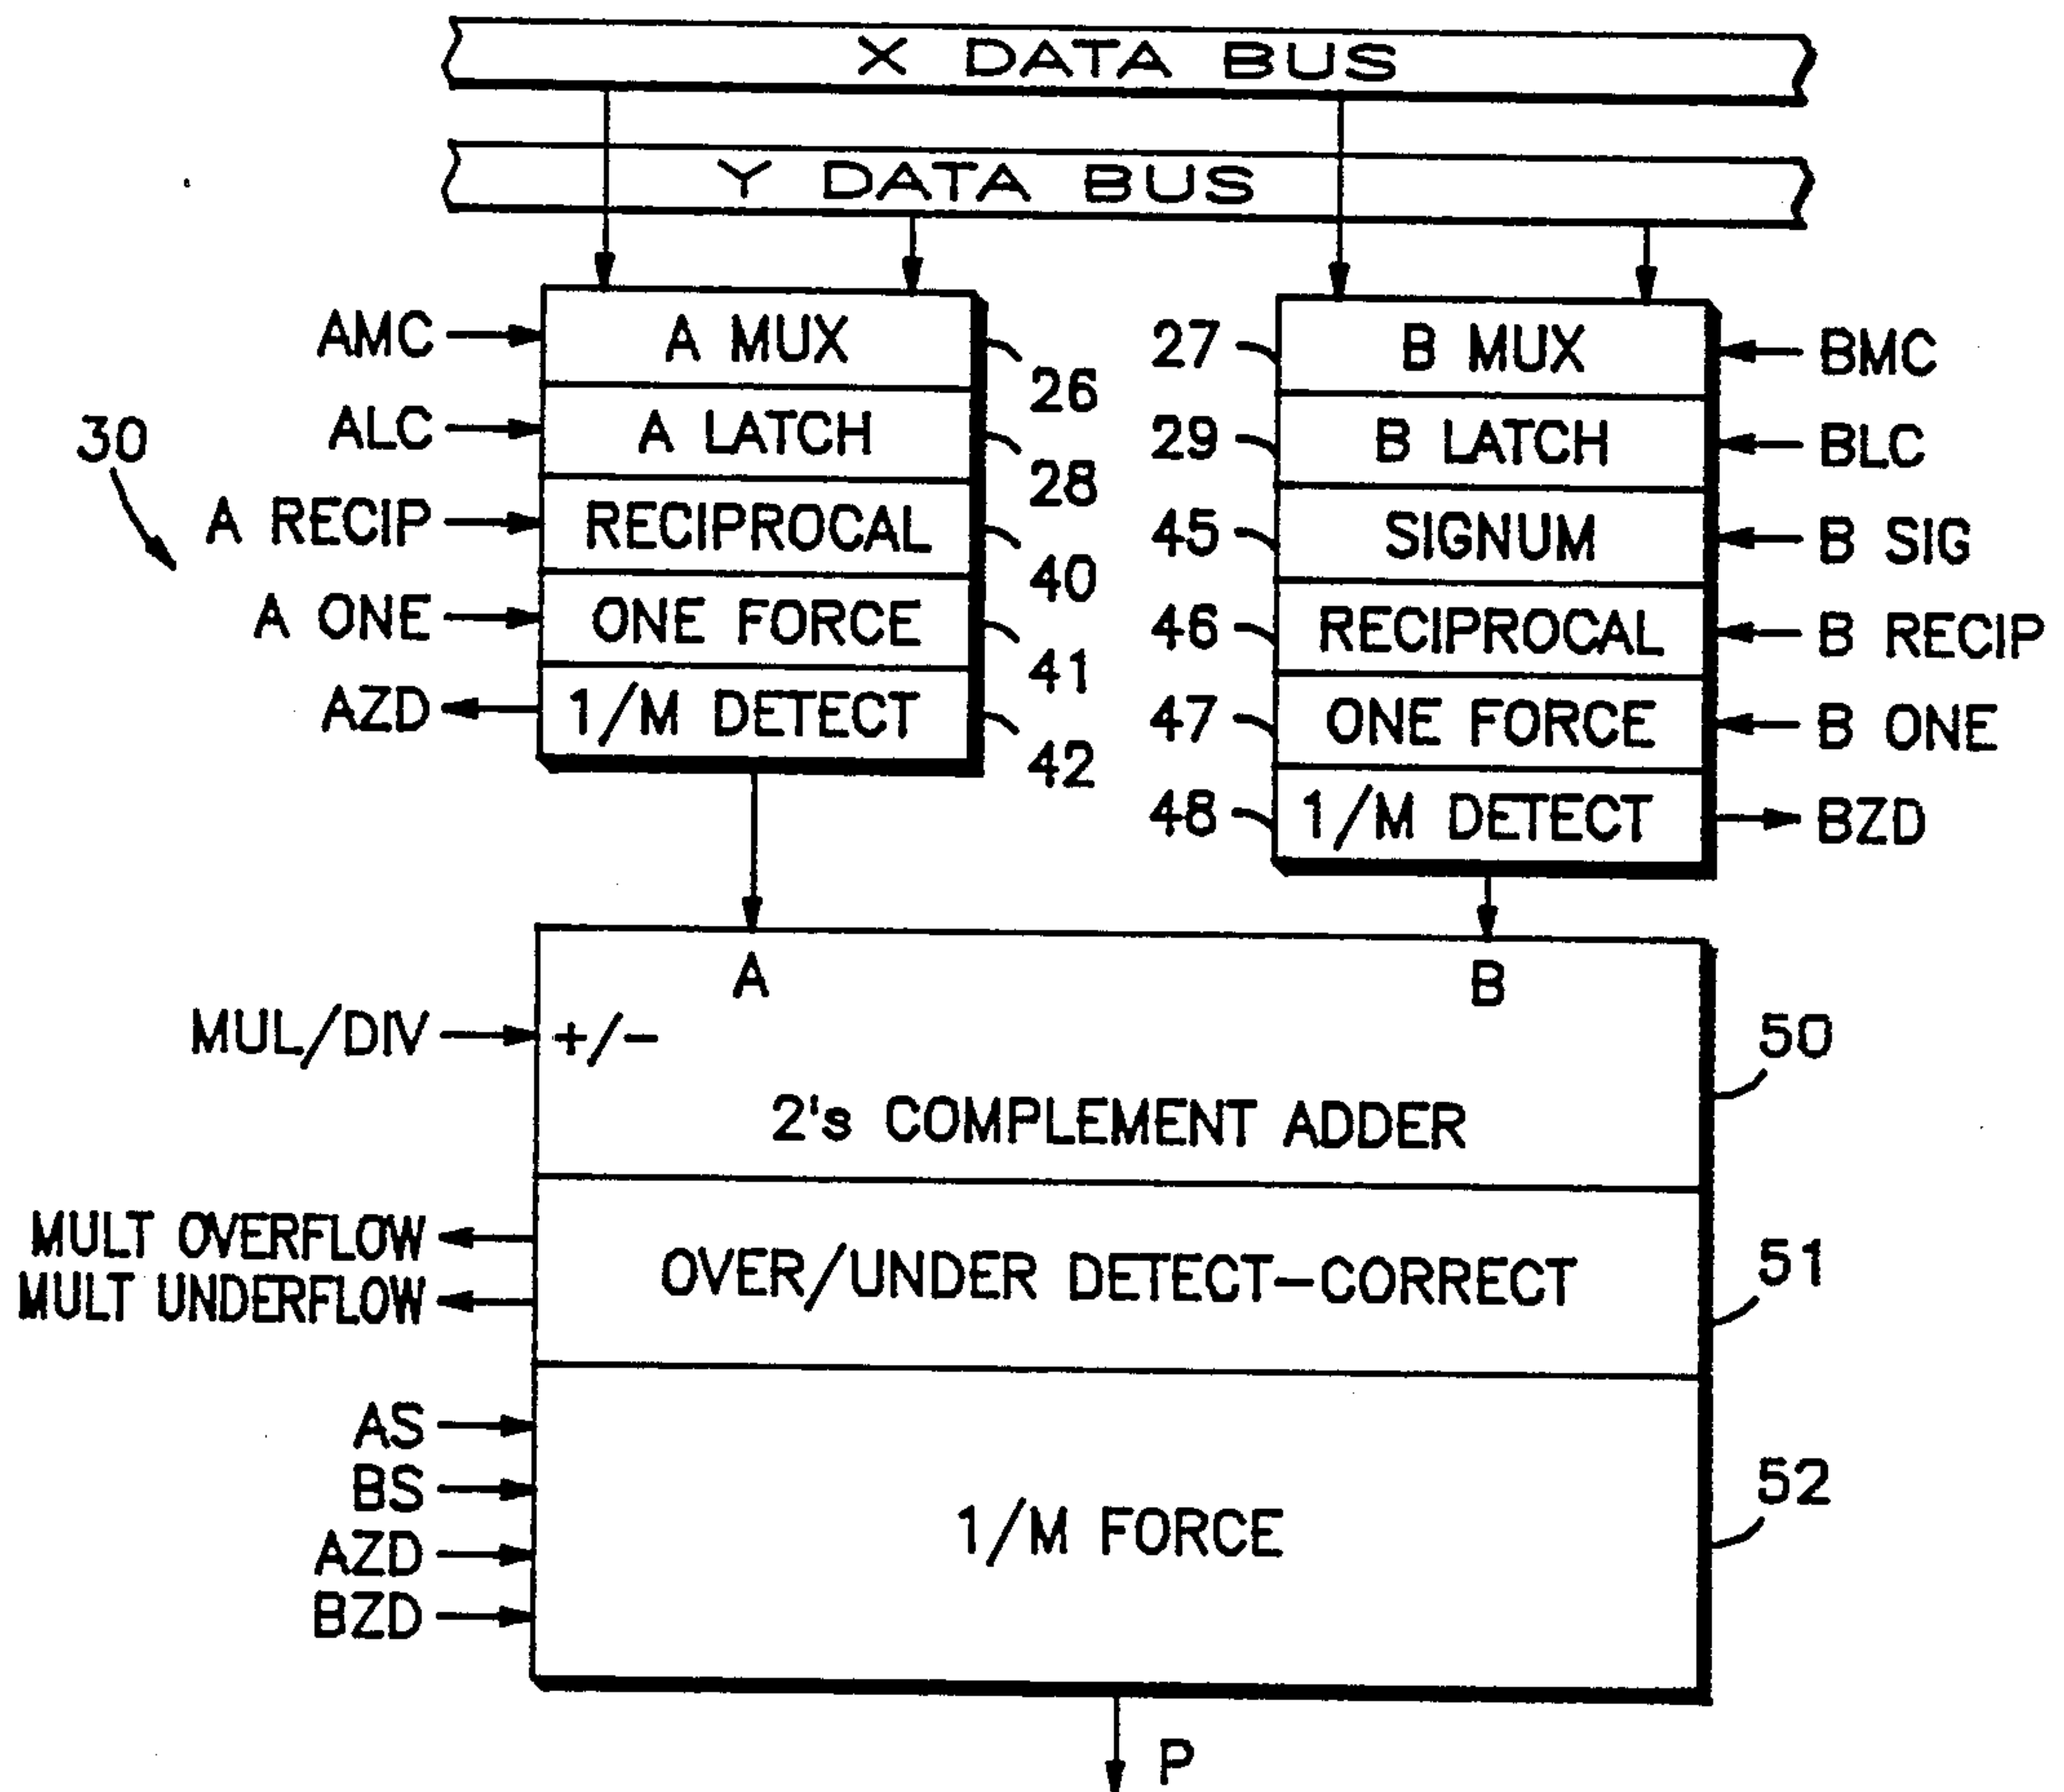 X DATA BUS
Y DATA BUS
30
AMC
A MUX
26
ALC
A LATCH
28
A RECIP
RECIPROCAL
40
A ONE
ONE FORCE
41
AZD
1/M DETECT
42
27
B MUX
BMC
29
B LATCH
BLC
45
SIGNUM
B SIG
46
RECIPROCAL
B RECIP
47
ONE FORCE
B ONE
48
1/M DETECT
BZD
A
B
MUL/DIV
+/-
50
2's COMPLEMENT ADDER
MULT OVERFLOW
MULT UNDERFLOW
OVER/UNDER DETECT-CORRECT
51
AS
BS
AZD
BZD
1/M FORCE
52
P